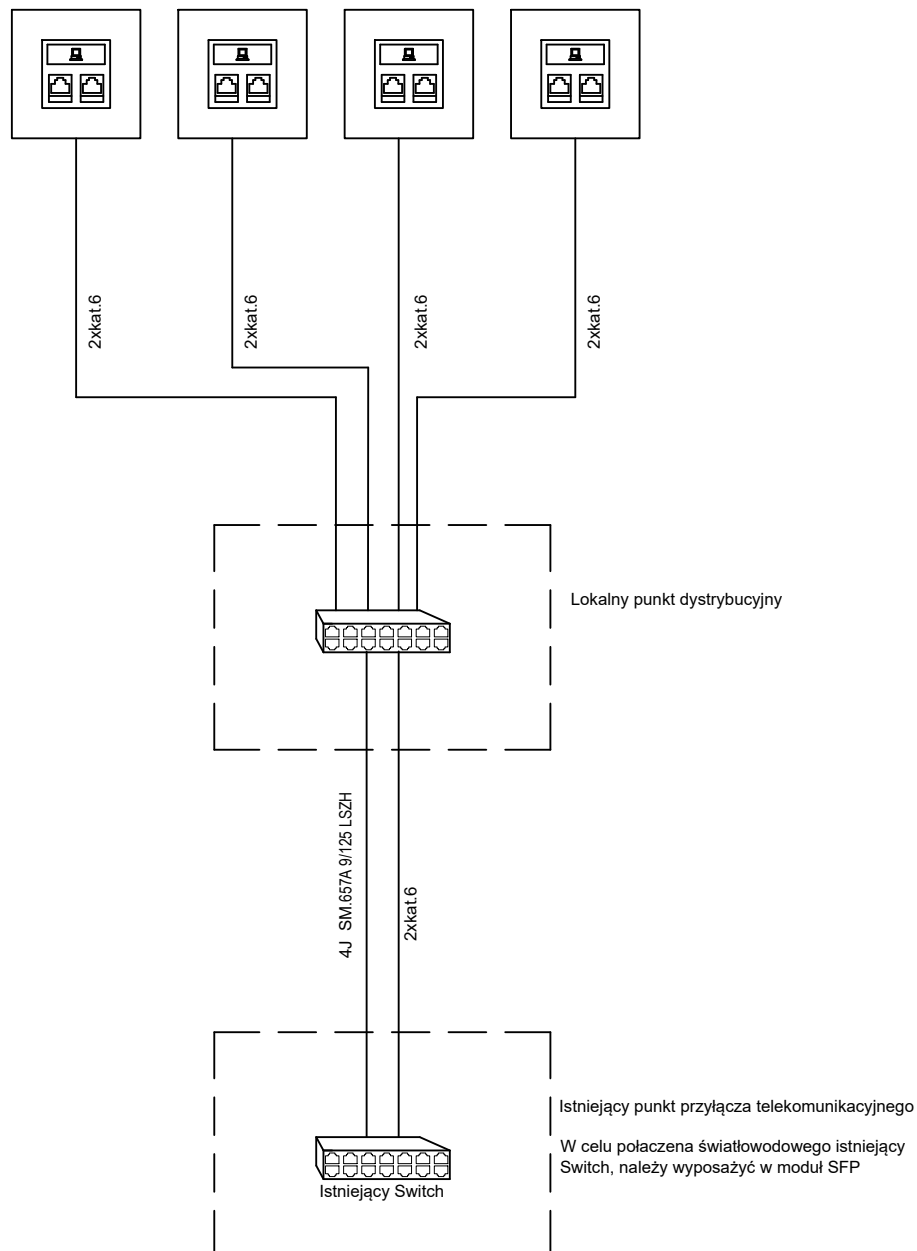 2xkat.6
2xkat.6
2xkat.6
2xkat.6
Lokalny punkt dystrybucyjny
4J SM.657A 9/125 LSZH
2xkat.6
Istniejący punkt przyłącza telekomunikacyjnego
W celu połaczena światłowodowego istniejący
Switch, należy wyposażyć w moduł SFP
Istniejący Switch